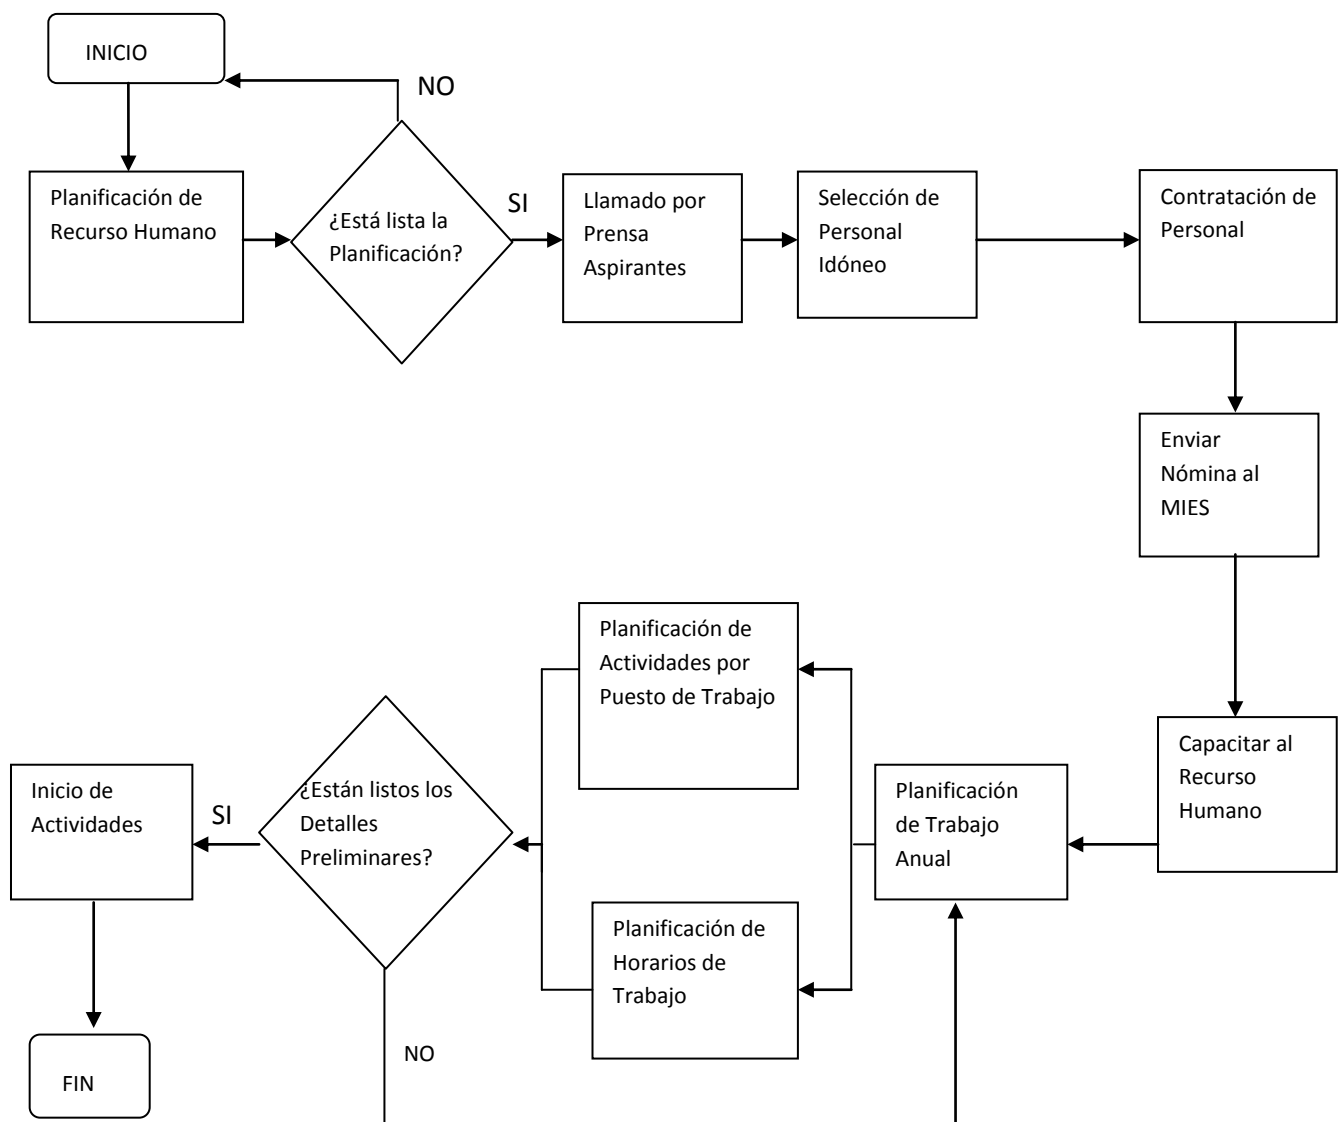 INICIO
NO
Planificación de
Recurso Humano
¿Está lista la
Planificación?
SI
Llamado por
Prensa
Aspirantes
Selección de
Personal
Idóneo
Contratación de
Personal
Enviar
Nómina al
MIES
Capacitar al
Recurso
Humano
Planificación
de Trabajo
Anual
Planificación de
Actividades por
Puesto de Trabajo
Planificación de
Horarios de
Trabajo
¿Están listos los
Detalles
Preliminares?
SI
NO
Inicio de
Actividades
FIN